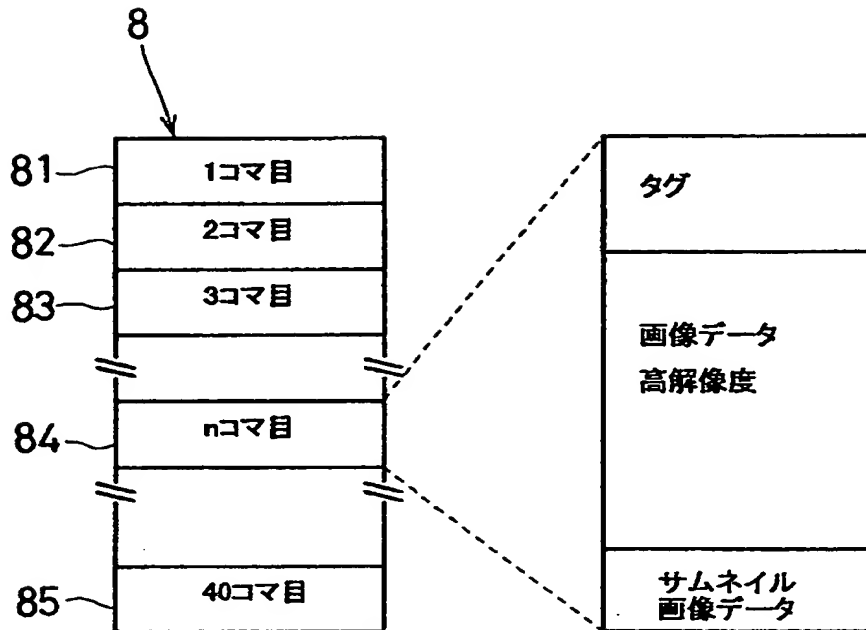 8
81
1コマ目
82
2コマ目
83
3コマ目
84
nコマ目
85
40コマ目
タグ
画像データ
高解像度
サムネイル
画像データ